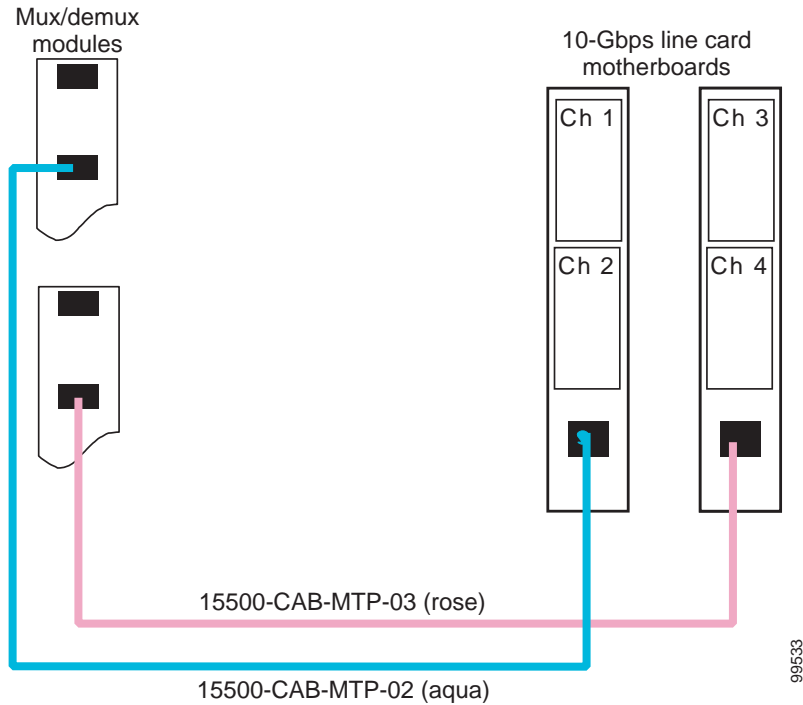 Mux/demux
modules
10-Gbps line card
motherboards
Ch 1
Ch 3
Ch 2
Ch 4
15500-CAB-MTP-03 (rose)
15500-CAB-MTP-02 (aqua)
99533